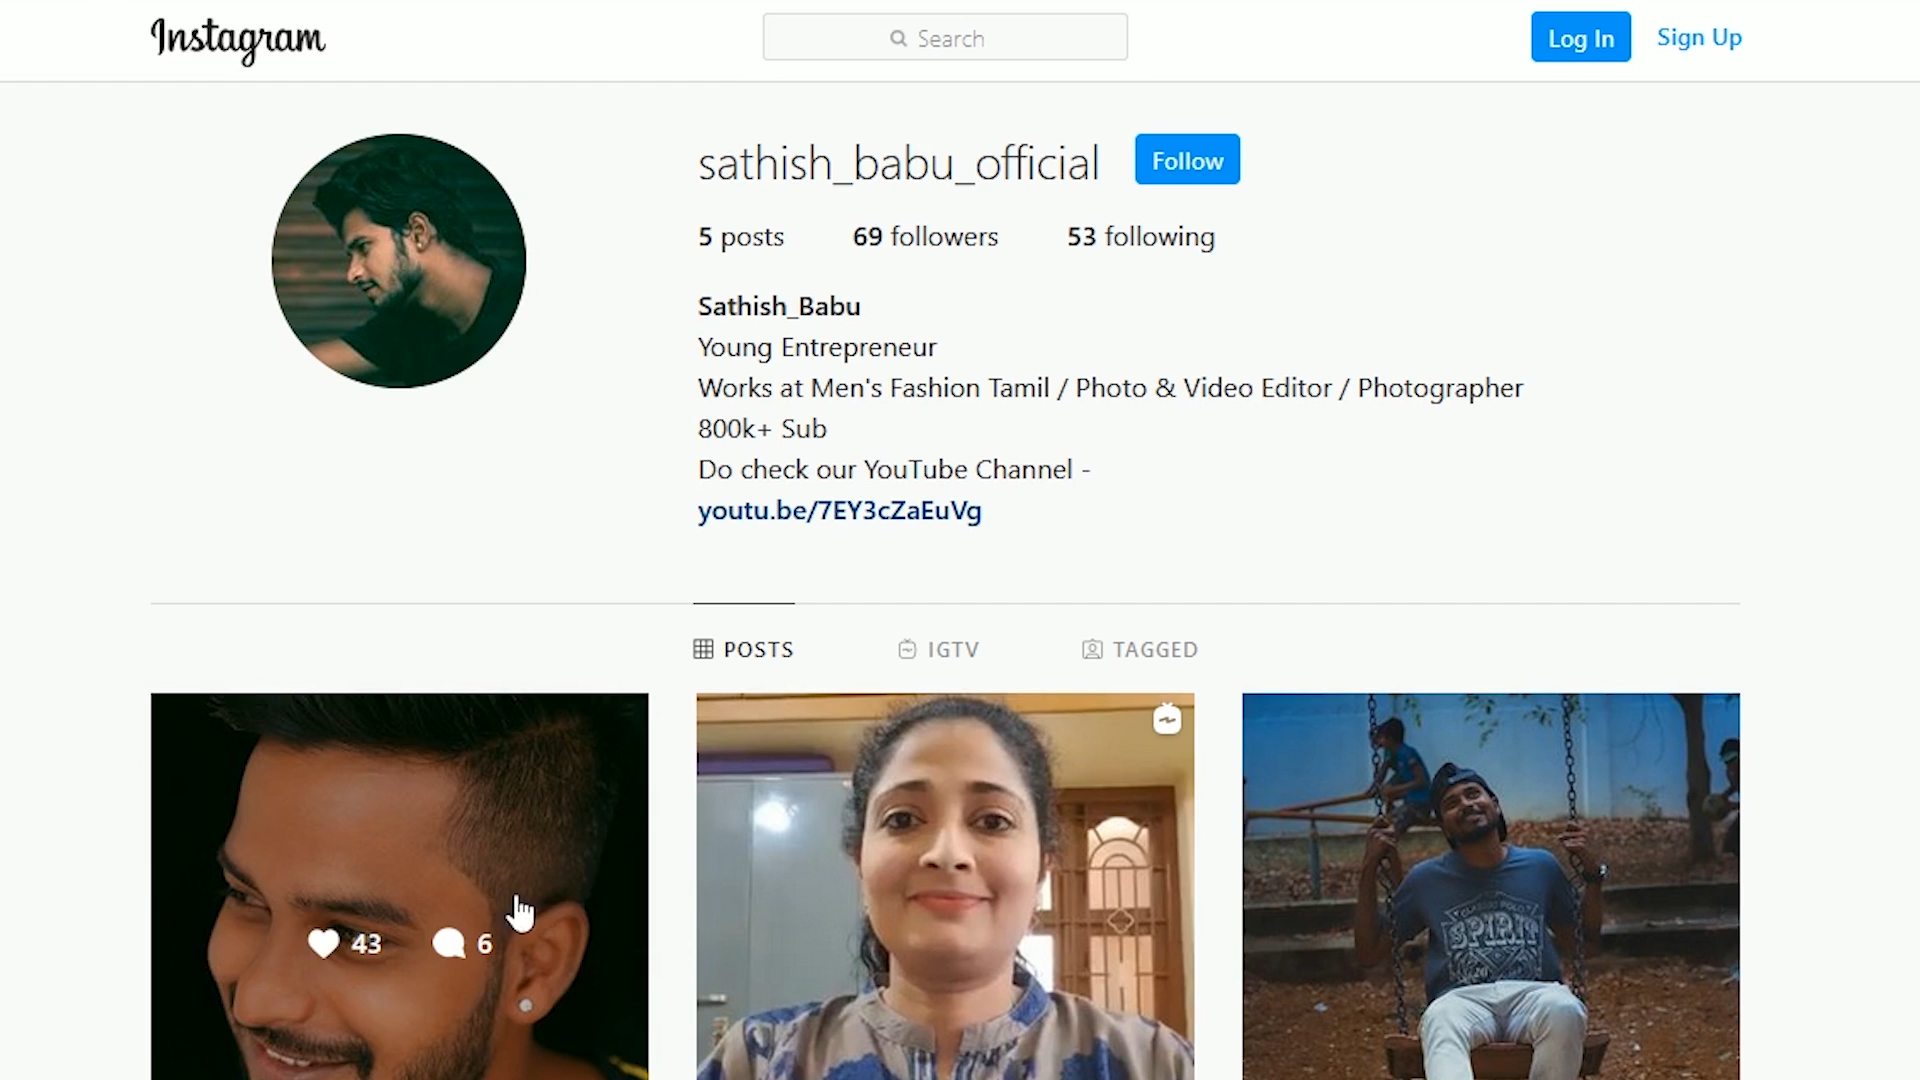 Instagram
Search
Log In
Sign Up
sathish_babu_official
Follow
5 posts
69 followers
53 following
Sathish_Babu
Young Entrepreneur
Works at Men's Fashion Tamil / Photo & Video Editor / Photographer
800k+ Sub
Do check our YouTube Channel -
youtu.be/7EY3cZaEuVg
POSTS
IGTV
TAGGED
43
6
SPIRIT